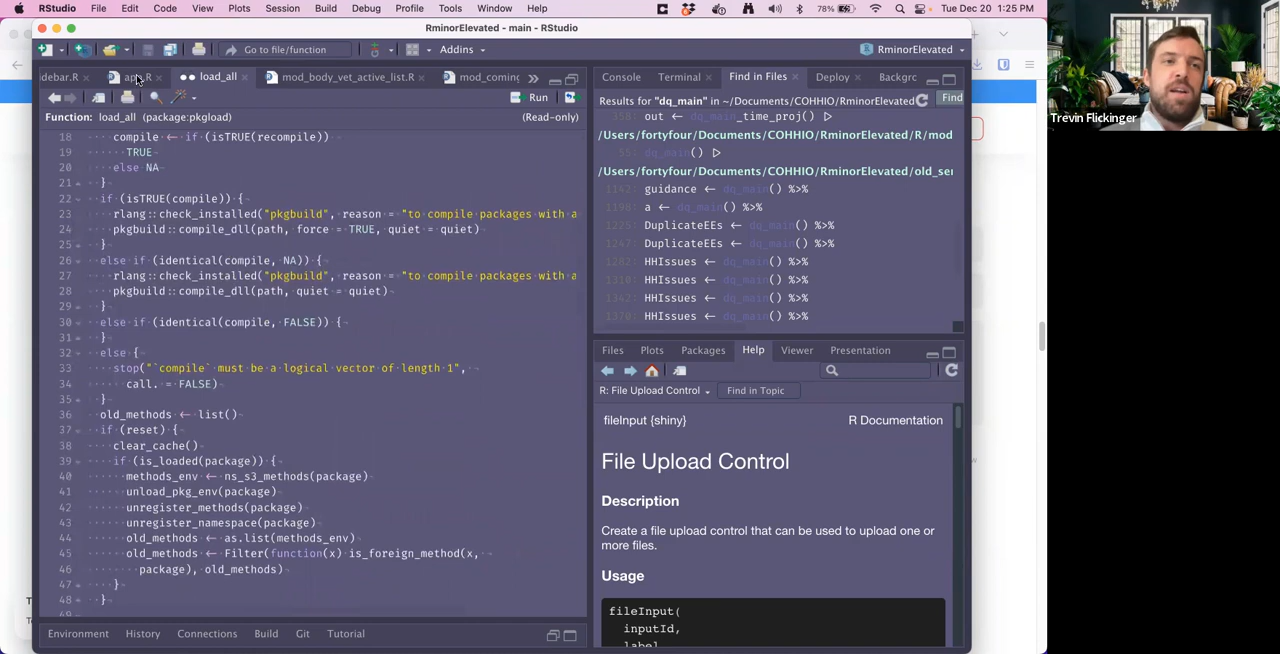 RStudio File Edit Code View Plots Session Build Debug Profile Tools Window Help 78% Tue Dec 20 1:25 PM
RminorElevated - main - RStudio
Go to file/function Addins RminorElevated
debar.R app.R load_all mod_body_vet_active_list.R mod_coming
Run
Function: load_all (package:pkgload) (Read-only)
18 compile <- if (isTRUE(recompile))
19 TRUE
20 else NA
21 }
22 if (isTRUE(compile)) {
23 rlang::check_installed("pkgbuild", reason = "to compile packages with a
24 pkgbuild::compile_dll(path, force = TRUE, quiet = quiet)
25 }
26 else if (identical(compile, NA)) {
27 rlang::check_installed("pkgbuild", reason = "to compile packages with a
28 pkgbuild::compile_dll(path, quiet = quiet)
29 }
30 else if (identical(compile, FALSE)) {
31 }
32 else {
33 stop("`compile` must be a logical vector of length 1",
34 call. = FALSE)
35 }
36 old_methods <- list()
37 if (reset) {
38 clear_cache()
39 if (is_loaded(package)) {
40 methods_env <- ns_s3_methods(package)
41 unload_pkg_env(package)
42 unregister_methods(package)
43 unregister_namespace(package)
44 old_methods <- as.list(methods_env)
45 old_methods <- Filter(function(x) is_foreign_method(x,
46 package), old_methods)
47 }
48 }
Environment History Connections Build Git Tutorial
Console Terminal Find in Files Deploy Backgrc
Results for "dq_main" in ~/Documents/COHHIO/RminorElevated Find
358: out <- dq_main_time_proj()
/Users/fortyfour/Documents/COHHIO/RminorElevated/R/mod
55: dq_main()
/Users/fortyfour/Documents/COHHIO/RminorElevated/old_se
guidance <- dq_main() %>%
a <- dq_main() %>%
DuplicateEEs <- dq_main() %>%
DuplicateEEs <- dq_main() %>%
HHIssues <- dq_main() %>%
HHIssues <- dq_main() %>%
HHIssues <- dq_main() %>%
HHIssues <- dq_main() %>%
Files Plots Packages Help Viewer Presentation
R: File Upload Control Find in Topic
fileInput {shiny} R Documentation
File Upload Control
Description
Create a file upload control that can be used to upload one or
more files.
Usage
fileInput(
inputId,
label
Trevin Flickinger